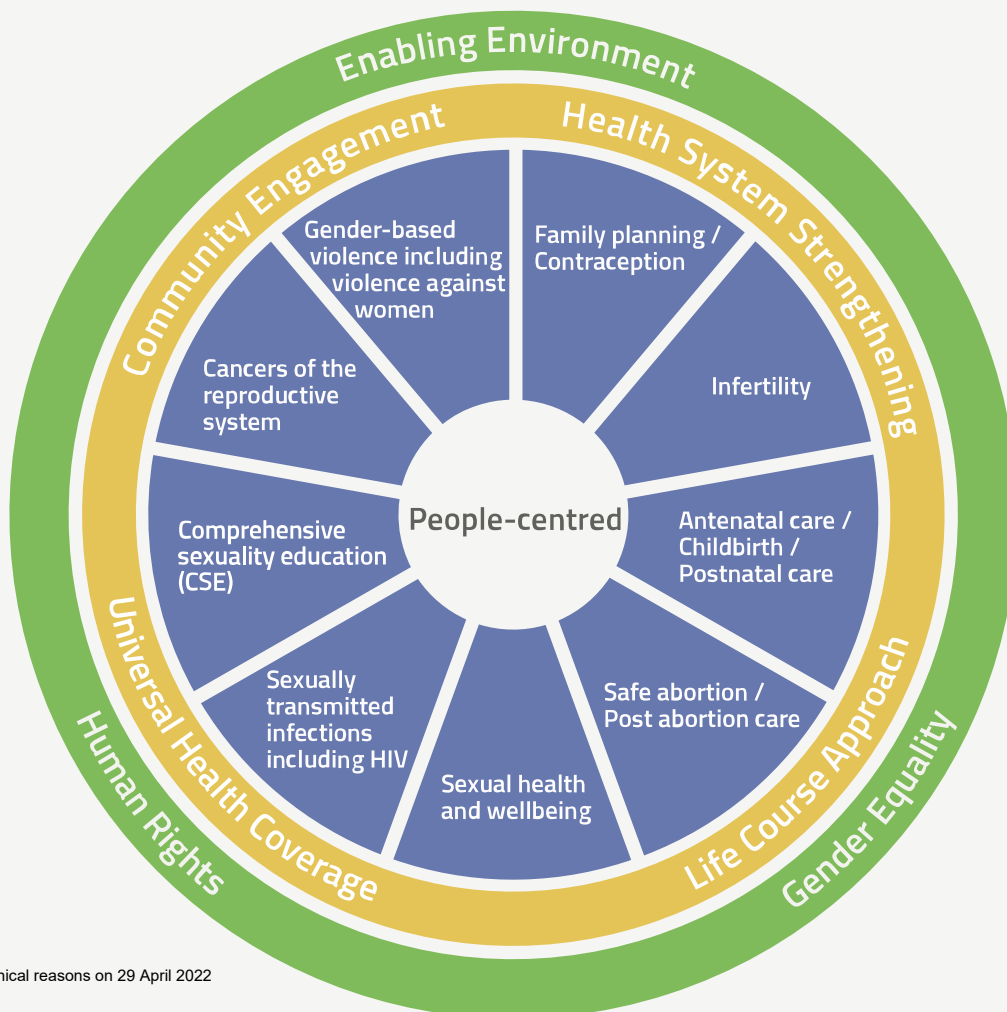 Enabling Environment
Community Engagement
Health System Strengthening
Gender-based
violence including
violence against
women
Family planning /
Contraception
Cancers of the
reproductive
system
Infertility
People-centred
Comprehensive
sexuality education
(CSE)
Antenatal care /
Childbirth /
Postnatal care
Sexually
transmitted
infections
including HIV
Safe abortion /
Post abortion care
Sexual health
and wellbeing
Universal Health Coverage
Life Course Approach
Human Rights
Gender Equality
nical reasons on 29 April 2022